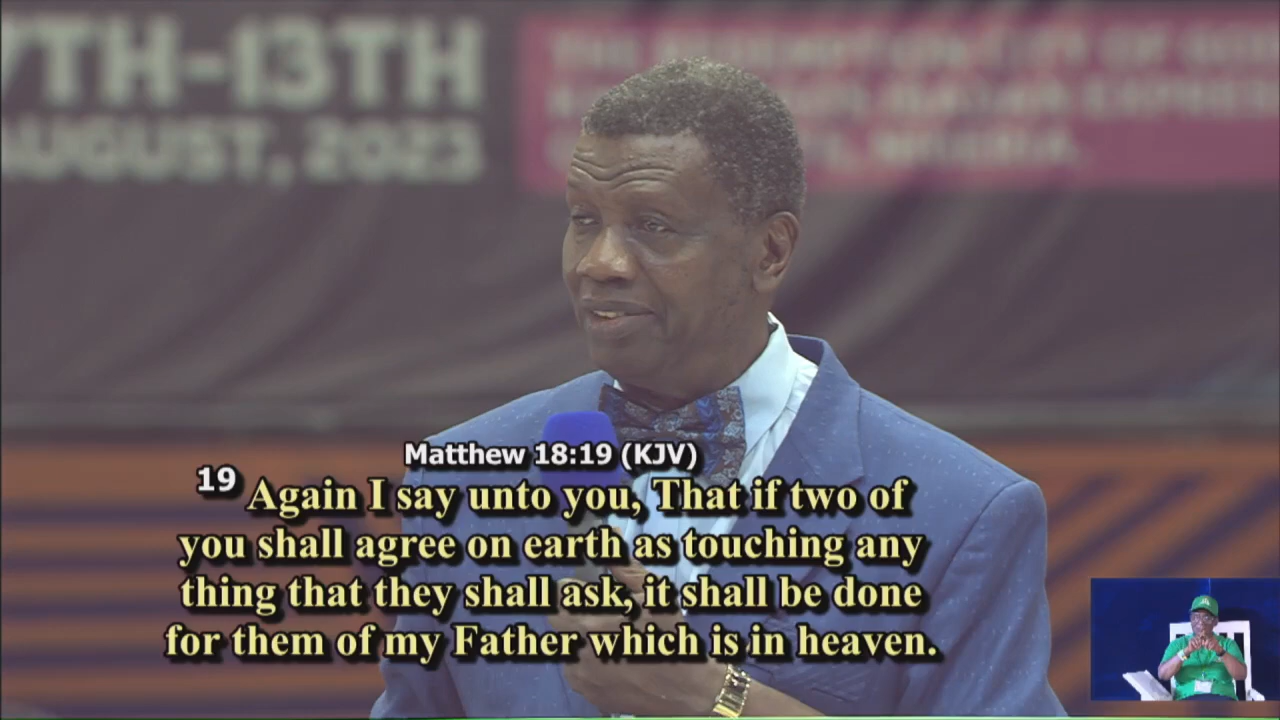 7TH-13TH
AUGUST, 2023
Matthew 18:19 (KJV)
19 Again I say unto you, That if two of
you shall agree on earth as touching any
thing that they shall ask, it shall be done
for them of my Father which is in heaven.